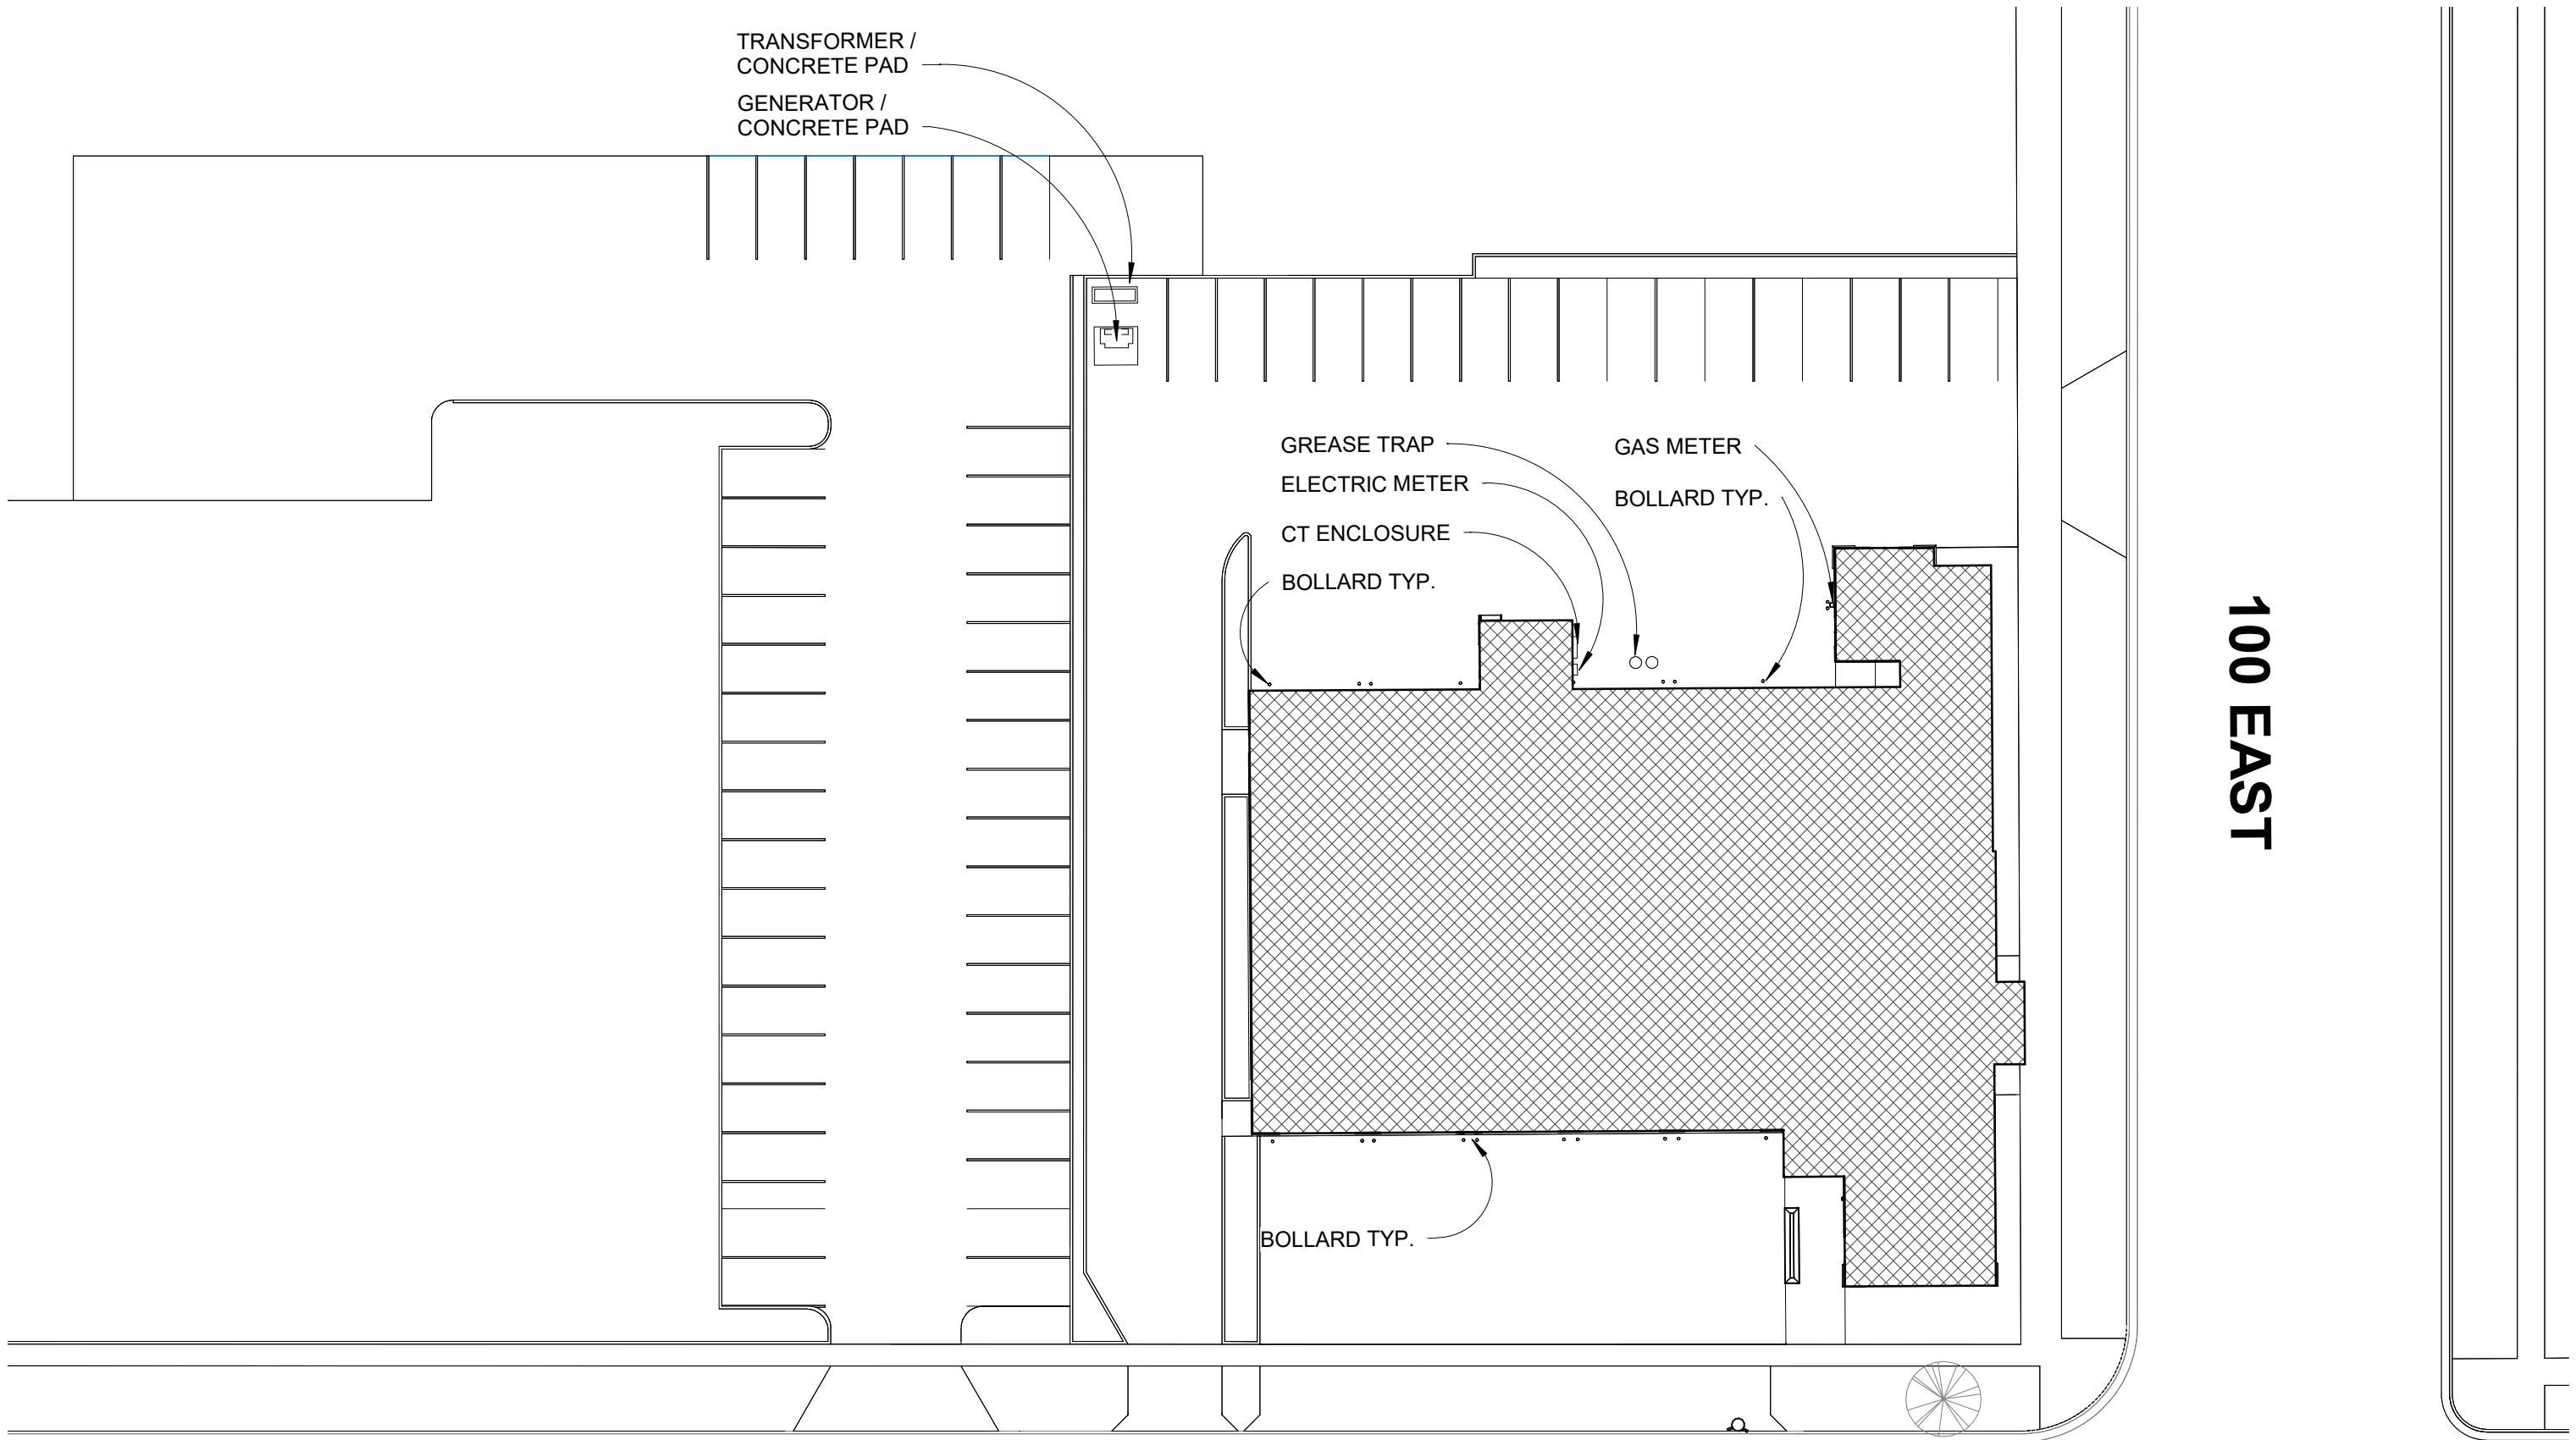 TRANSFORMER /
CONCRETE PAD
GENERATOR /
CONCRETE PAD
GREASE TRAP
ELECTRIC METER
CT ENCLOSURE
BOLLARD TYP.
GAS METER
BOLLARD TYP.
100 EAST
BOLLARD TYP.